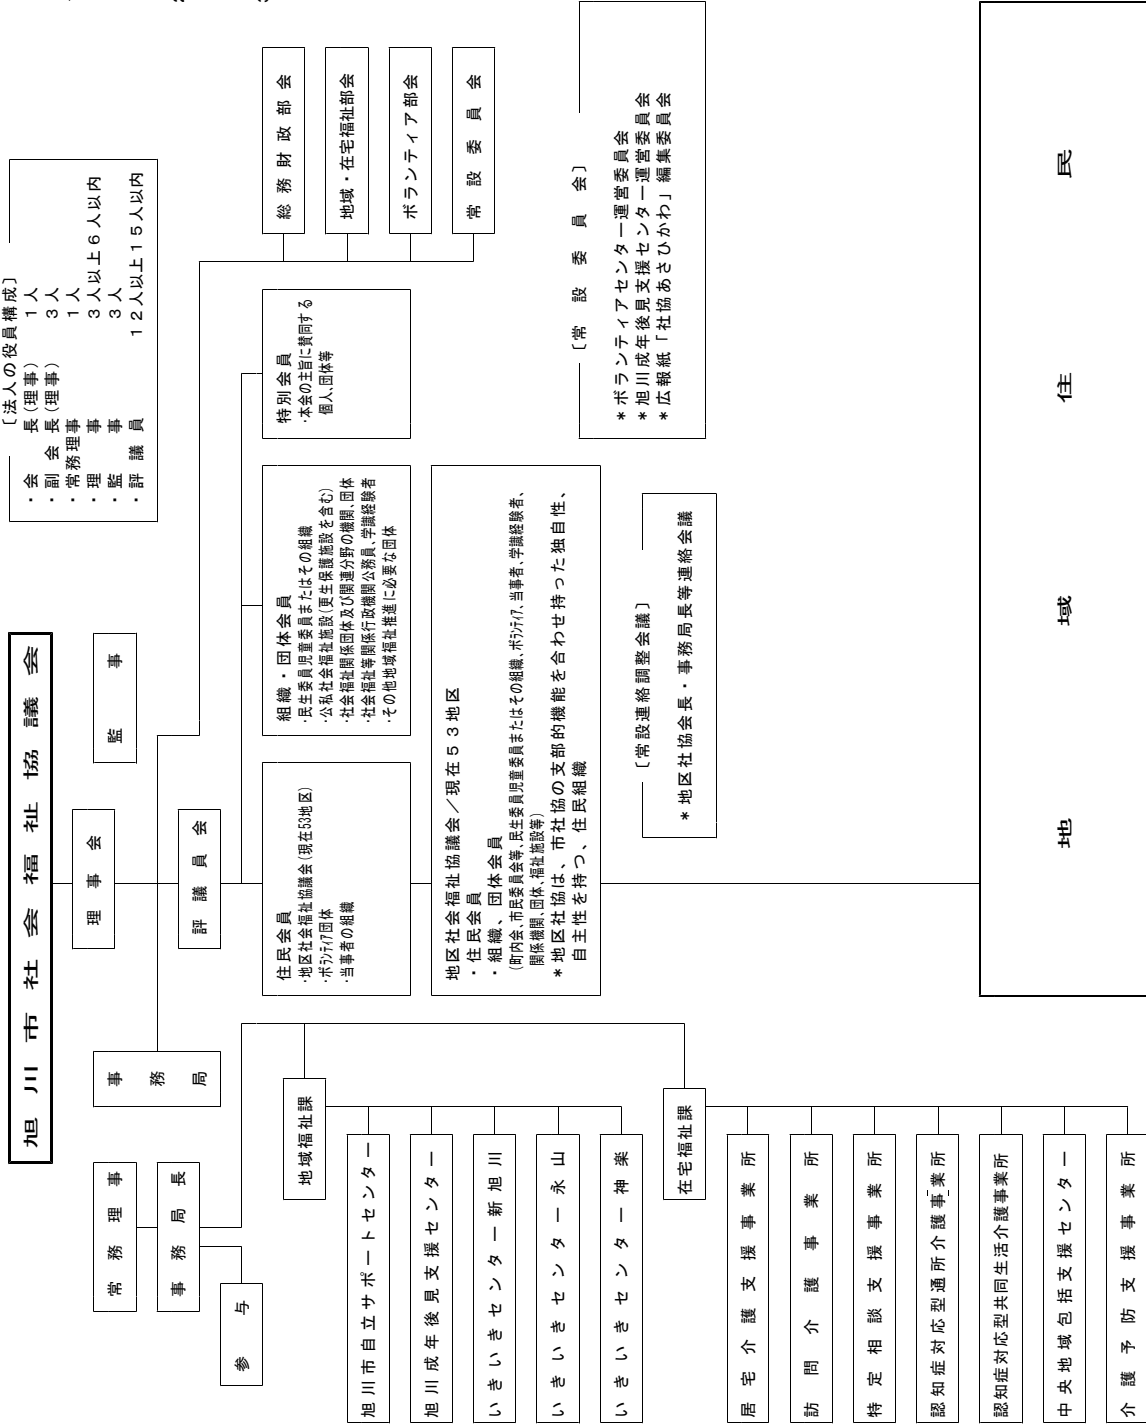 旭川市社会福祉協議会
〔法人の役員構成〕
・会長(理事) 1人
・副会長(理事) 3人
・常務理事 1人
・理事 3人以上6人以内
・監事 3人
・評議員 12人以上15人以内
理事会
監事
評議員会
常務理事
事務局長
参与
事務局
総務財政部会
地域・在宅福祉部会
ボランティア部会
常設委員会
住民会員
・地区社会福祉協議会(現在53地区)
・ボランティア団体
・当事者の組織
組織・団体会員
・民生委員児童委員またはその組織
・公私社会福祉施設(更生保護施設を含む)
・社会福祉関係団体及び関連分野の機関、団体
・社会福祉等関係行政機関公務員、学識経験者
・その他地域福祉推進に必要な団体
特別会員
・本会の主旨に賛同する
個人、団体等
地区社会福祉協議会/現在53地区
・住民会員
・組織、団体会員
(町内会、市民委員会等、民生委員児童委員またはその組織、ボランティア、当事者、学識経験者、
関係機関、団体、福祉施設等)
*地区社協は、市社協の支部的機能を合わせ持った独自性、
自主性を持つ、住民組織
〔常設委員会〕
*ボランティアセンター運営委員会
*旭川成年後見支援センター運営委員会
*広報紙「社協あさひかわ」編集委員会
〔常設連絡調整会議〕
*地区社協会長・事務局長等連絡会議
地域福祉課
旭川市自立サポートセンター
旭川成年後見支援センター
いきいきセンター新旭川
いきいきセンター永山
いきいきセンター神楽
在宅福祉課
居宅介護支援事業所
訪問介護事業所
特定相談支援事業所
認知症対応型通所介護事業所
認知症対応型共同生活介護事業所
中央地域包括支援センター
介護予防支援事業所
地域住民